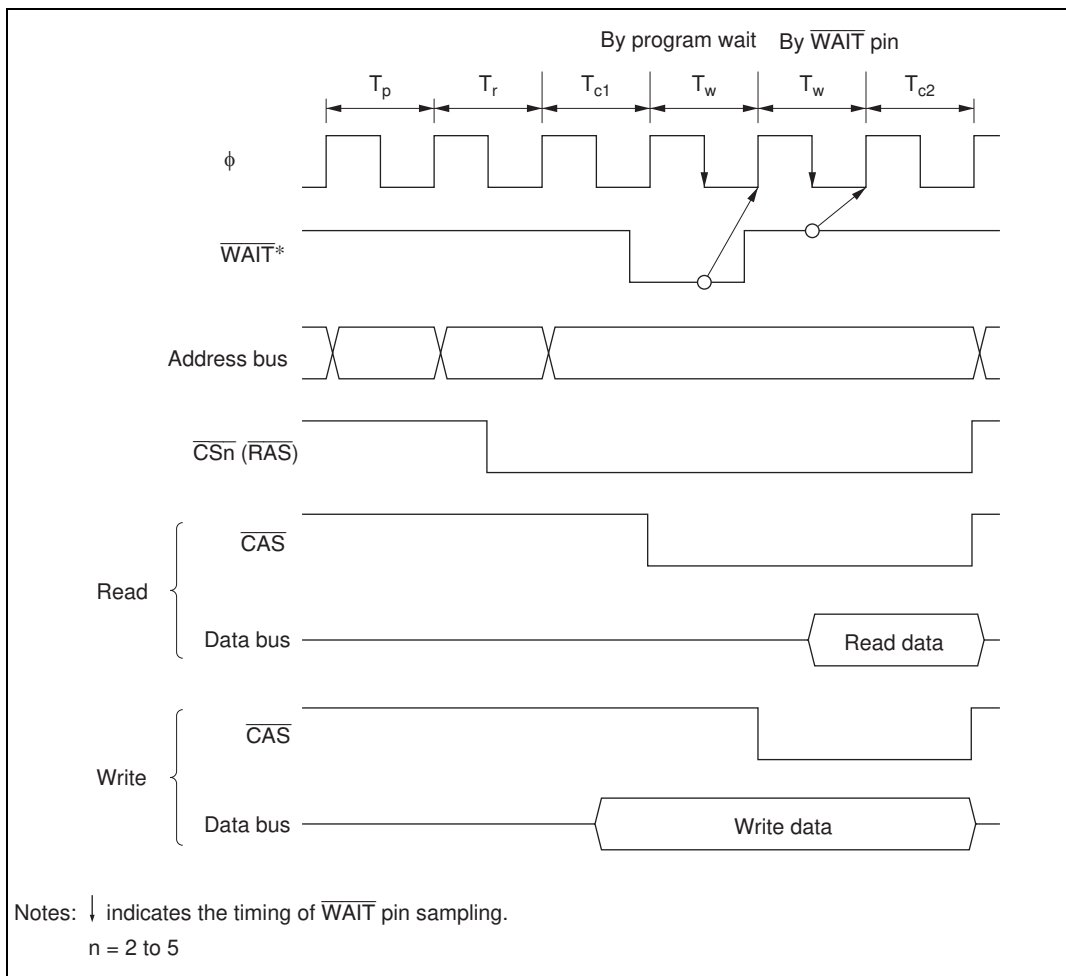 By program wait By WAIT pin
Tp Tr Tc1 Tw Tw Tc2
ϕ
WAIT*
Address bus
CSn (RAS)
CAS
Read
Data bus Read data
CAS
Write
Data bus Write data
Notes: ↓ indicates the timing of WAIT pin sampling.
n = 2 to 5